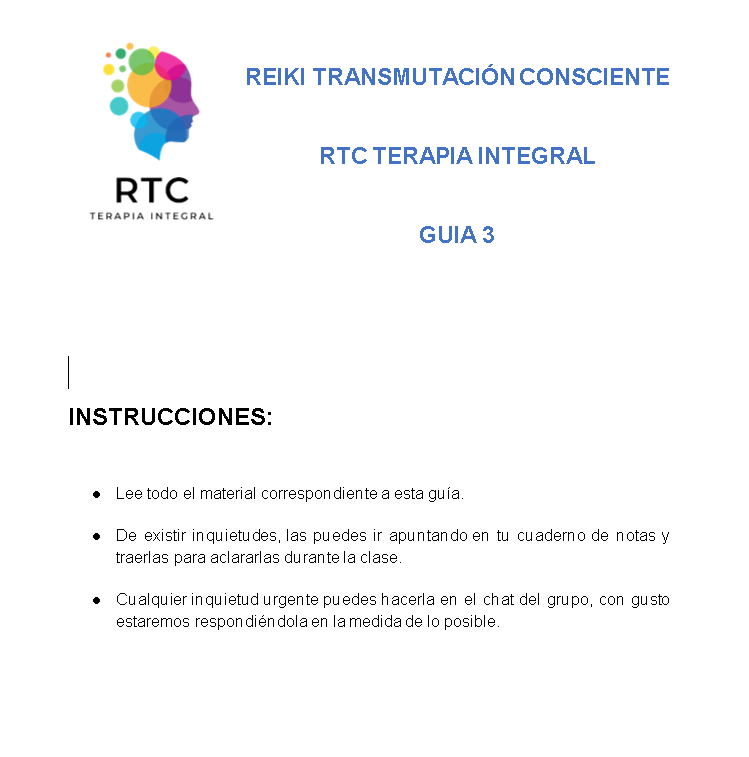 REIKI TRANSMUTACIÓN CONSCIENTE
RTC TERAPIA INTEGRAL
GUIA 3
RTC
TERAPIA INTEGRAL
INSTRUCCIONES:
● Lee todo el material correspondiente a esta guía.
● De existir inquietudes, las puedes ir apuntando en tu cuaderno de notas y
traerlas para aclararlas durante la clase.
● Cualquier inquietud urgente puedes hacerla en el chat del grupo, con gusto
estaremos respondiéndola en la medida de lo posible.